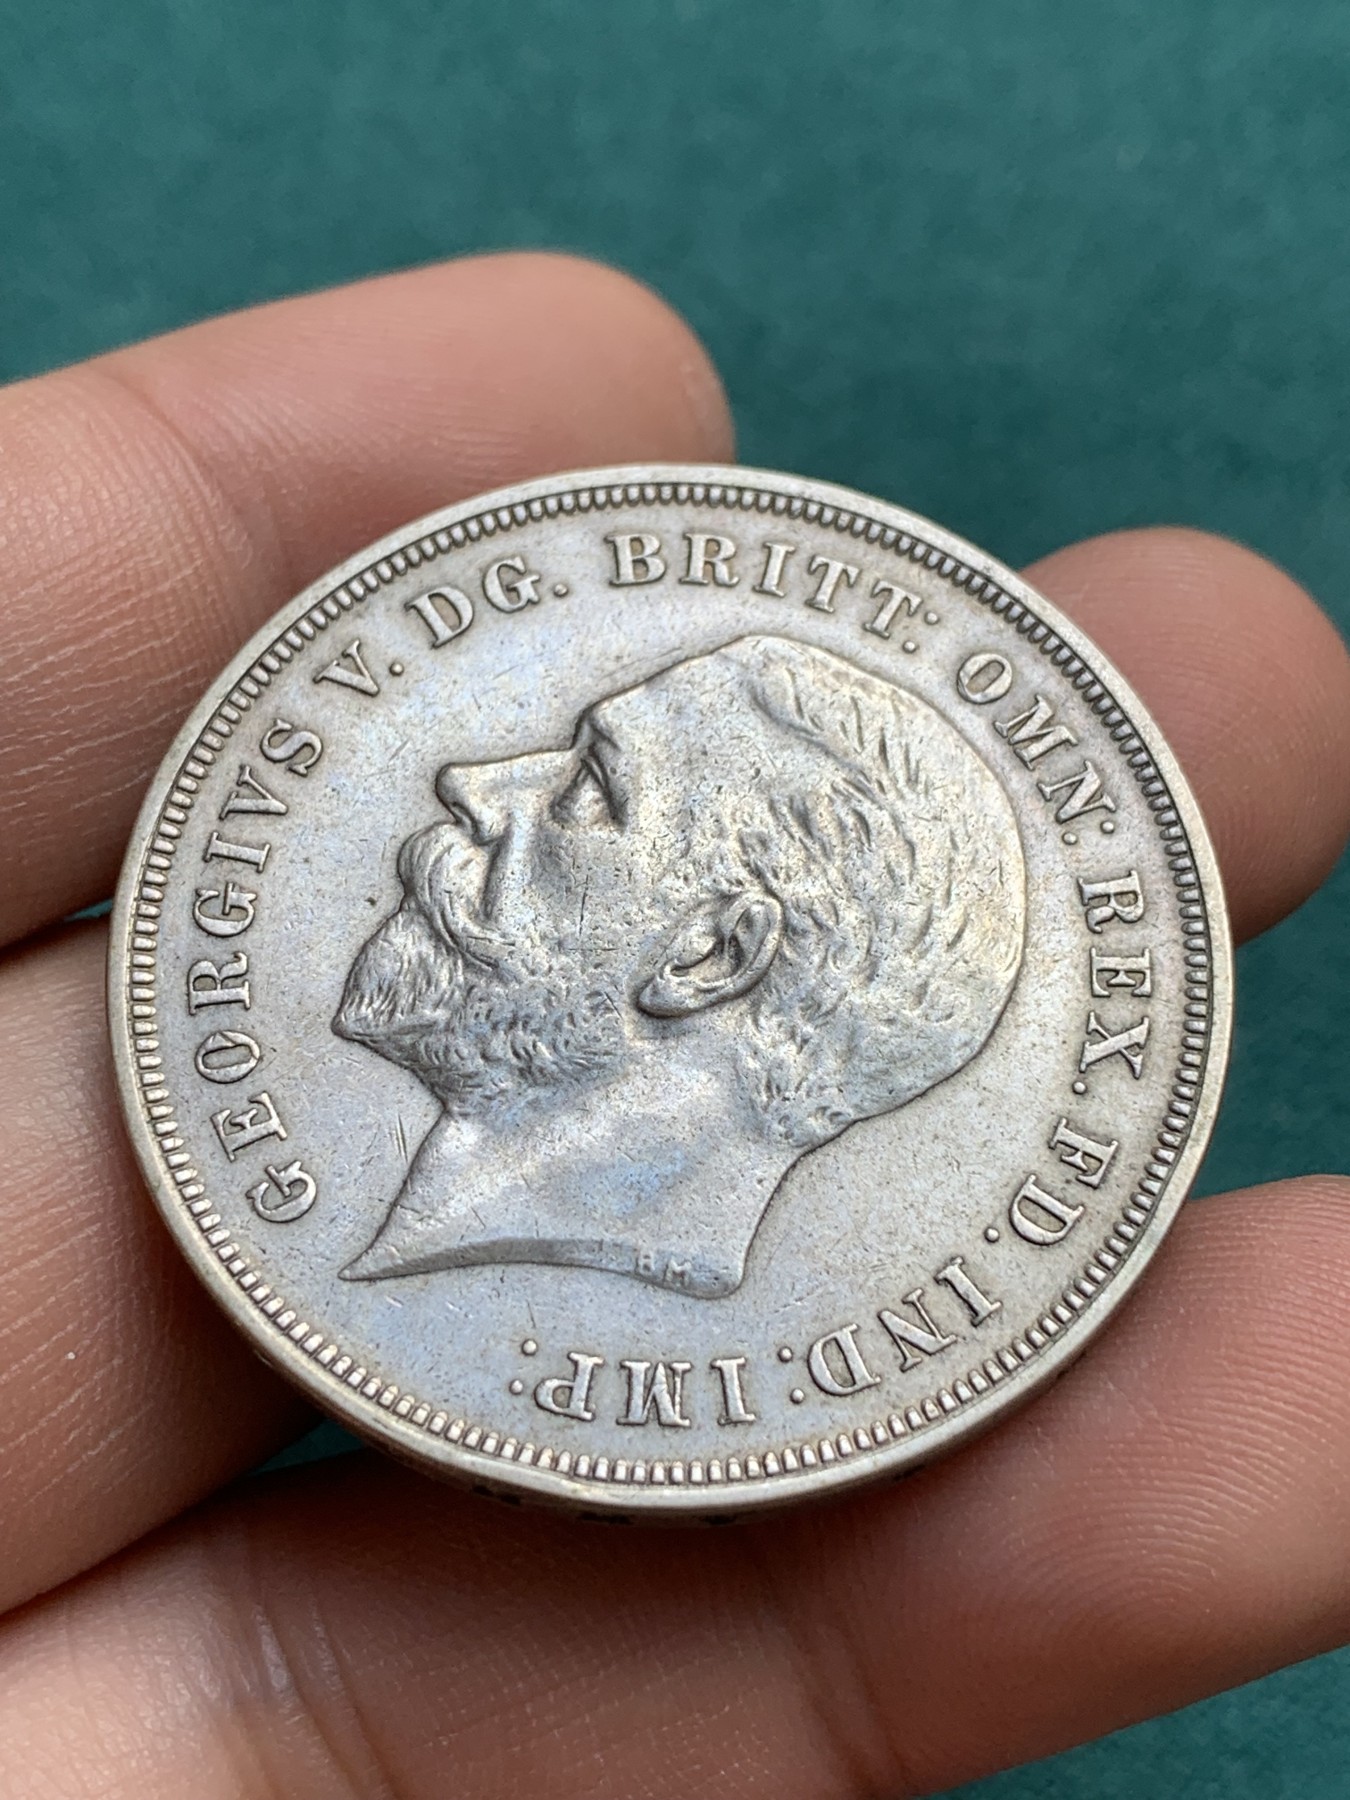 GEORGIVS V. DG. BRITT: OMN: REX. FD. IND: IMP:
BM